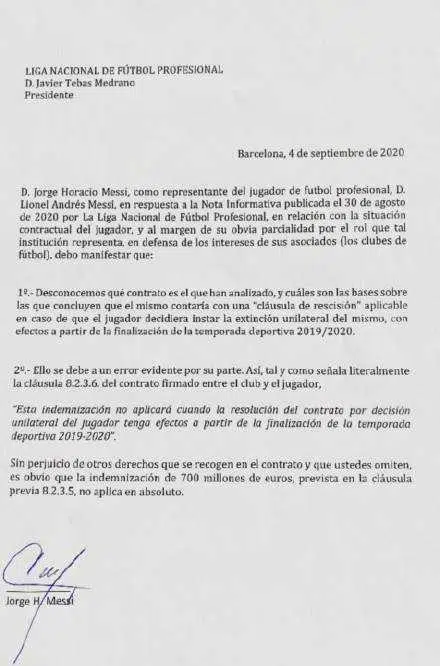 LIGA NACIONAL DE FÚTBOL PROFESIONAL
D. Javier Tebas Medrano
Presidente
Barcelona, 4 de septiembre de 2020
D. Jorge Horacio Messi, como representante del jugador de futbol profesional, D.
Lionel Andrés Messi, en respuesta a la Nota Informativa publicada el 30 de agosto
de 2020 por La Liga Nacional de Fútbol Profesional, en relación con la situación
contractual del jugador, y al margen de su obvia parcialidad por el rol que tal
institución representa, en defensa de los intereses de sus asociados (los clubes de
fútbol), debo manifestar que:
1º.- Desconocemos que contrato es el que han analizado, y cuáles son las bases sobre
las que concluyen que el mismo contaría con una "cláusula de rescisión" aplicable
en caso de que el jugador decidiera instar la extinción unilateral del mismo, con
efectos a partir de la finalización de la temporada deportiva 2019/2020.
2º.- Ello se debe a un error evidente por su parte. Así, tal y como señala literalmente
la cláusula 8.2.3.6. del contrato firmado entre el club y el jugador,
"Esta indemnización no aplicará cuando la resolución del contrato por decisión
unilateral del jugador tenga efectos a partir de la finalización de la temporada
deportiva 2019-2020".
Sin perjuicio de otros derechos que se recogen en el contrato y que ustedes omiten,
es obvio que la indemnización de 700 millones de euros, prevista en la cláusula
previa 8.2.3.5, no aplica en absoluto.
Jorge H. Messi